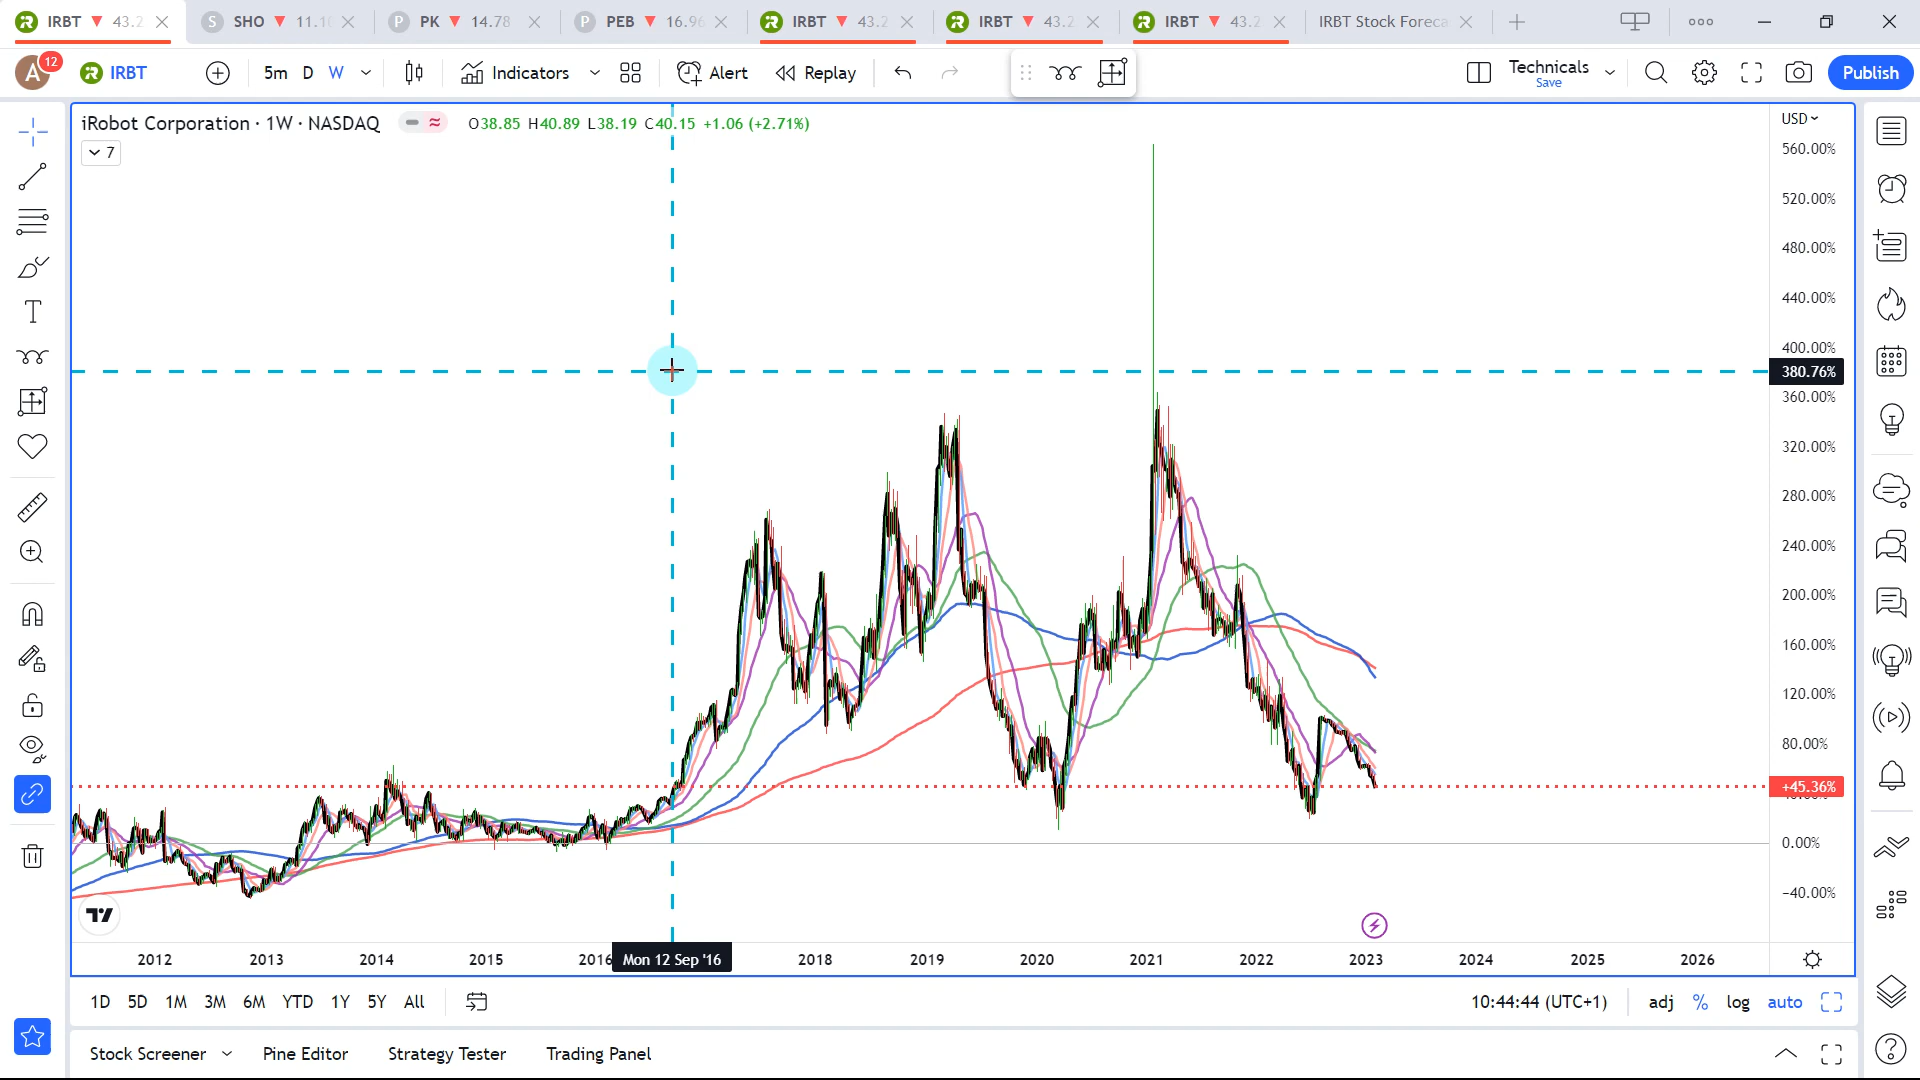 IRBT ▼ 43.2
SHO ▼ 11.10
PK ▼ 14.78
PEB ▼ 16.96
IRBT ▼ 43.2
IRBT ▼ 43.2
IRBT ▼ 43.2
IRBT Stock Foreca
A 12 IRBT 5m D W Indicators Alert Replay Technicals Save Publish
iRobot Corporation · 1W · NASDAQ O38.85 H40.89 L38.19 C40.15 +1.06 (+2.71%)
7
USD
560.00%
520.00%
480.00%
440.00%
400.00%
380.76%
360.00%
320.00%
280.00%
240.00%
200.00%
160.00%
120.00%
80.00%
+45.36%
0.00%
−40.00%
2012 2013 2014 2015 2016 Mon 12 Sep '16 2018 2019 2020 2021 2022 2023 2024 2025 2026
1D 5D 1M 3M 6M YTD 1Y 5Y All 10:44:44 (UTC+1) adj % log auto
Stock Screener Pine Editor Strategy Tester Trading Panel